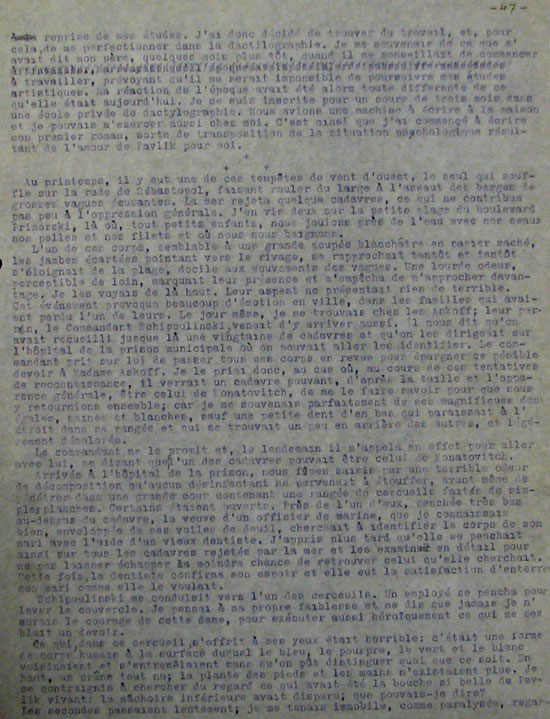 -47-
reprise de mes études. J'ai donc décidé de trouver du travail, et, pour
cela, de me perfectionner dans la dactilographie. Je me souvenais de ce que m'
avait dit mon père, quelques mois plus tôt, quand il me conseillait de commencer
à travailler, prévoyant qu'il me serait impossible de poursuivre mes études
artistiques. Ma réaction de l'époque avait été alors toute différente de ce
qu'elle était aujourd'hui. Je me suis inscrite pour un cours de trois mois dans
une école privée de dactylographie. Nous avions une machine à écrire à la maison
et je pouvais m'exercer aussi chez moi. C'est ainsi que j'ai commencé à écrire
mon premier roman, sorte de transposition de la situation psychologique résul-
tant de l'amour de Pavlik pour moi.
+
+ +
Au printemps, il y eut une de ces tempêtes de vent d'ouest, le seul qui souf-
fle sur la rade de Sébastopol, faisant rouler du large à l'assaut des berges de
grosses vagues écumantes. La mer rejeta quelque cadavres, ce qui ne contribua
pas peu à l'oppression générale. J'en vis deux sur la petite plage du boulevard
Primorski, là où, tout petits enfants, nous jouions près de l'eau avec nos seaux
nos pelles et nos filets et où nous nous baignions.
L'un de ces corps, semblable à une grande poupée blanchâtre en papier maché,
les jambes écartées pointant vers le rivage, se rapprochait tantôt et tantôt
s'éloignait de la plage, docile aux mouvements des vagues. Une lourde odeur,
perceptible de loin, marquait leur présence et m'empêcha de m'approcher davan-
tage. Je les voyais de là haut. Leur aspect ne présentait rien de terrible.
Cet événement provoqua beaucoup d'émotion en ville, dans les familles qui avai-
ent perdu l'un de leurs. Le jour même, je me trouvais chez les Askoff; leur pa-
rent, le Commandant Schipoulinski, venait d'y arriver aussi. Il nous dit qu'on
avait recueilli jusque là une vingtaine de cadavres et qu'on les dirigeait sur
l'hôpital de la prison municipale où on pouvait aller les identifier. Le com-
mandant prit sur lui de passer tous ces corps en revue pour épargner ce pénible
devoir à Madame Askoff. Je le priai donc, au cas où, au cours de ces tentatives
de reconnaissance, il verrait un cadavre pouvant, d'après la taille et l'appa-
rence générale, être celui de Konatovitch, de me le faire savoir pour que nous
y retournions ensemble; car je me souvenais parfaitement de ses magnifiques den
égales, saines et blanches, sauf une petite dent d'en bas qui paraissait à l'
étroit dans sa rangée et qui se trouvait un peu en arrière des autres, et légè-
rement décolorée.
Le commandant me le promit et, le lendemain il m'appela en effet pour aller
avec lui, me disant que l'un des cadavres pouvait être celui de Konatovitch.
Arrivés à l'hôpital de la prison, nous fûmes saisis par une terrible odeur
de décomposition qu'aucun désinfectant ne parvenait à étouffer, avant même de
pénétrer dans une grande cour contenant une rangée de cercueils faits de sim-
ples planches. Certains étaient ouverts. Près de l'un d'eux, penchée très bas
au-dessus du cadavre, la veuve d'un officier de marine, que je connaissais
bien, enveloppée de ses voiles de deuil, cherchait à identifier le corps de son
mari avec l'aide d'un vieux dentiste. J'appris plus tard qu'elle se penchait
ainsi sur tous les cadavres rejetés par la mer et les examinait en détail pour
ne pas laisser échapper la moindre chance de retrouver celui qu'elle cherchait.
Cette fois, le dentiste confirma son espoir et elle eut la satisfaction d'enterre
son mari comme elle le voulait.
Schipoulinski me conduisit vers l'un des cercueils. Un employé se pencha pour
lever le couvercle. Je pensai à ma propre faiblesse et me dis que jamais je n'
aurais le courage de cette dame, pour exécuter aussi héroïquement ce qui me sem
blait un devoir.
Ce qui, dans ce cercueil, s'offrit à mes yeux était horrible: c'était une forme
de corps humain à la surface duquel le bleu, le pourpre, le vert et le blanc
voisinaient et s'entremêlaient sans qu'on pût distinguer quoi que ce soit. En
haut, un crâne tout nu; la plante des pieds et les mains n'existaient plus. Je
me contraignis à chercher du regard ce qui avait été la bouche si belle de Pav-
lik vivant: la mâchoire inférieure avait disparu; que pouvais-je dire?
Les secondes passaient lentement; je me tenais immobile, comme paralysée, regar-